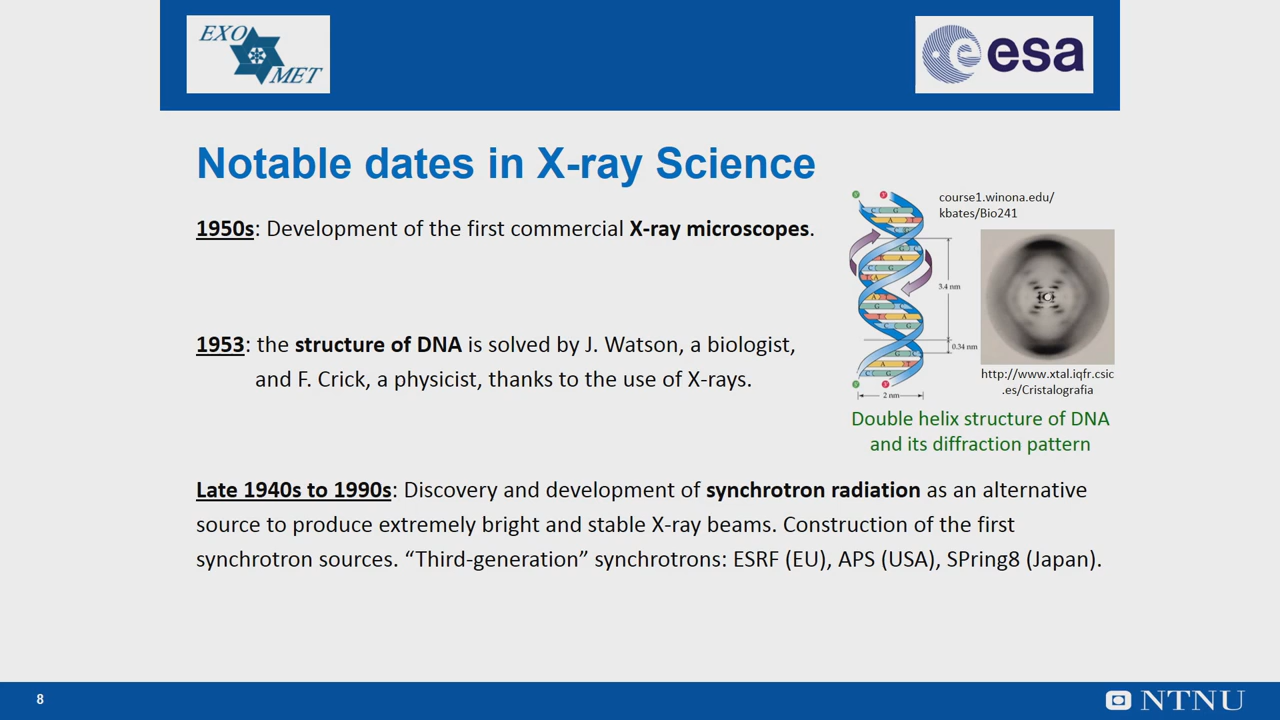 EXO
MET
esa
Notable dates in X-ray Science
1950s: Development of the first commercial X-ray microscopes.
course1.winona.edu/
kbates/Bio241
3.4 nm
0.34 nm
2 nm
http://www.xtal.iqfr.csic
.es/Cristalografia
Double helix structure of DNA
and its diffraction pattern
1953: the structure of DNA is solved by J. Watson, a biologist,
and F. Crick, a physicist, thanks to the use of X-rays.
Late 1940s to 1990s: Discovery and development of synchrotron radiation as an alternative
source to produce extremely bright and stable X-ray beams. Construction of the first
synchrotron sources. “Third-generation” synchrotrons: ESRF (EU), APS (USA), SPring8 (Japan).
8
NTNU